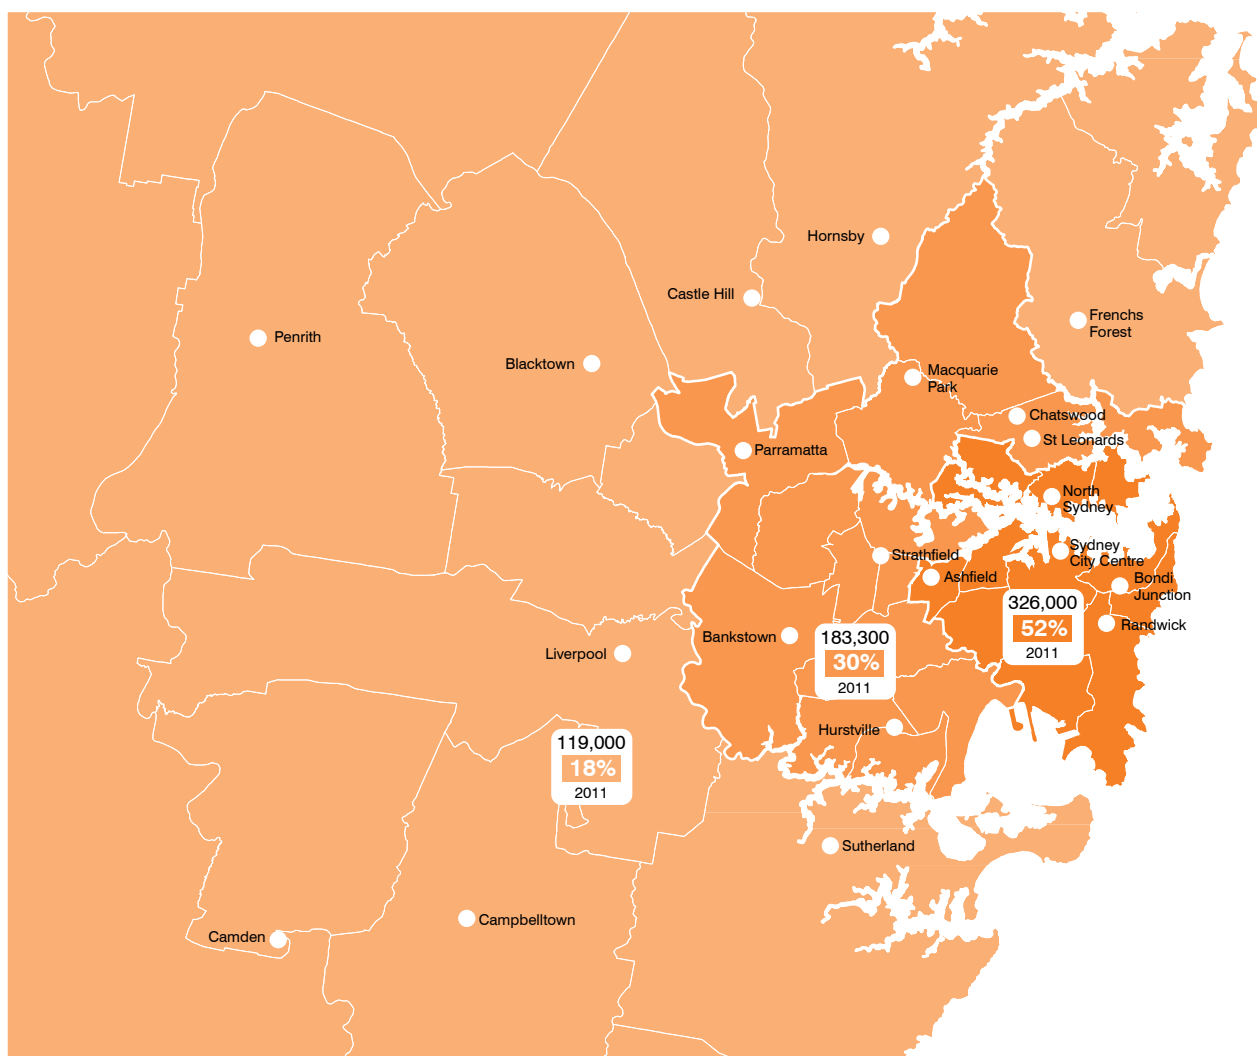 Hornsby
Castle Hill
Frenchs
Forest
Penrith
Blacktown
Macquarie
Park
Chatswood
St Leonards
Parramatta
North
Sydney
Sydney
City Centre
Strathfield
Ashfield
Bondi
Junction
326,000
52%
2011
Randwick
Bankstown
183,300
30%
2011
Liverpool
Hurstville
119,000
18%
2011
Sutherland
Campbelltown
Camden